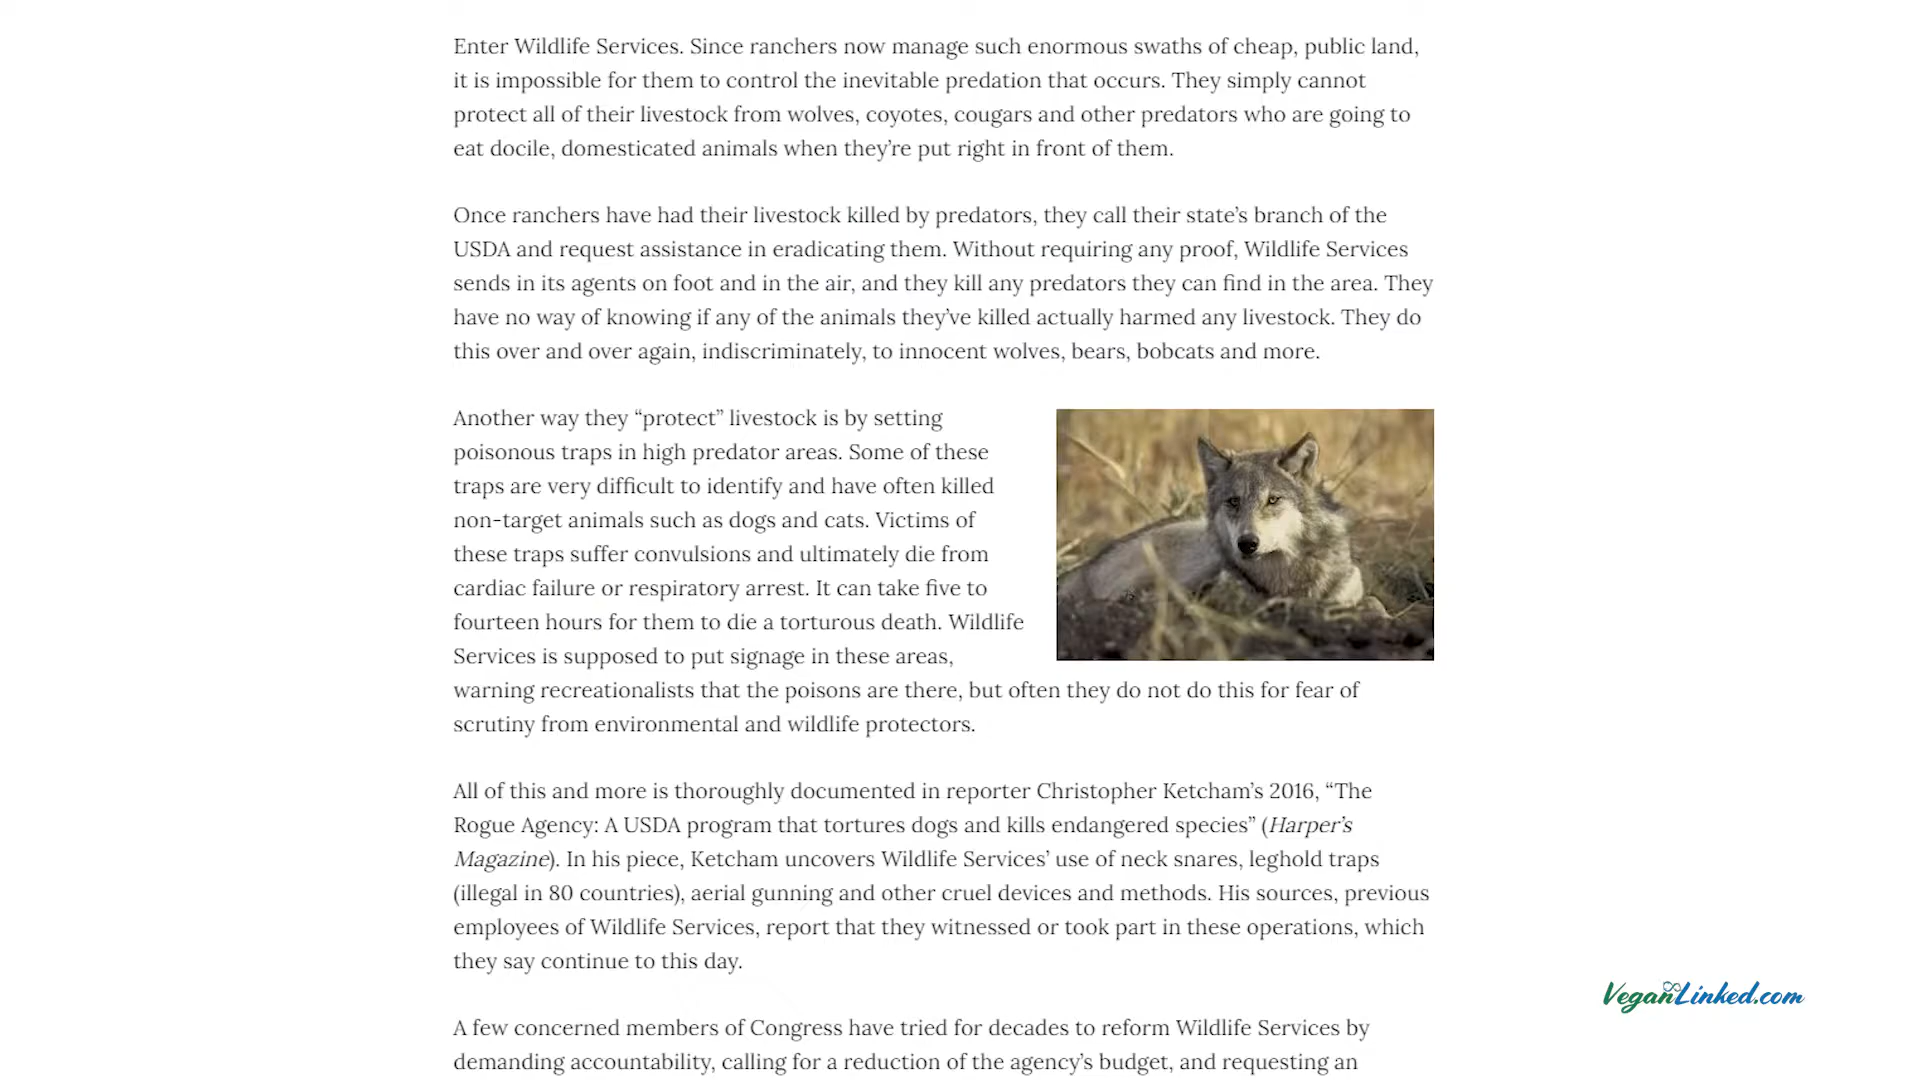 Enter Wildlife Services. Since ranchers now manage such enormous swaths of cheap, public land,
it is impossible for them to control the inevitable predation that occurs. They simply cannot
protect all of their livestock from wolves, coyotes, cougars and other predators who are going to
eat docile, domesticated animals when they’re put right in front of them.
Once ranchers have had their livestock killed by predators, they call their state’s branch of the
USDA and request assistance in eradicating them. Without requiring any proof, Wildlife Services
sends in its agents on foot and in the air, and they kill any predators they can find in the area. They
have no way of knowing if any of the animals they’ve killed actually harmed any livestock. They do
this over and over again, indiscriminately, to innocent wolves, bears, bobcats and more.
Another way they “protect” livestock is by setting
poisonous traps in high predator areas. Some of these
traps are very difficult to identify and have often killed
non-target animals such as dogs and cats. Victims of
these traps suffer convulsions and ultimately die from
cardiac failure or respiratory arrest. It can take five to
fourteen hours for them to die a torturous death. Wildlife
Services is supposed to put signage in these areas,
warning recreationalists that the poisons are there, but often they do not do this for fear of
scrutiny from environmental and wildlife protectors.
All of this and more is thoroughly documented in reporter Christopher Ketcham’s 2016, “The
Rogue Agency: A USDA program that tortures dogs and kills endangered species” (Harper’s
Magazine). In his piece, Ketcham uncovers Wildlife Services’ use of neck snares, leghold traps
(illegal in 80 countries), aerial gunning and other cruel devices and methods. His sources, previous
employees of Wildlife Services, report that they witnessed or took part in these operations, which
they say continue to this day.
A few concerned members of Congress have tried for decades to reform Wildlife Services by
demanding accountability, calling for a reduction of the agency’s budget, and requesting an
VeganLinked.com